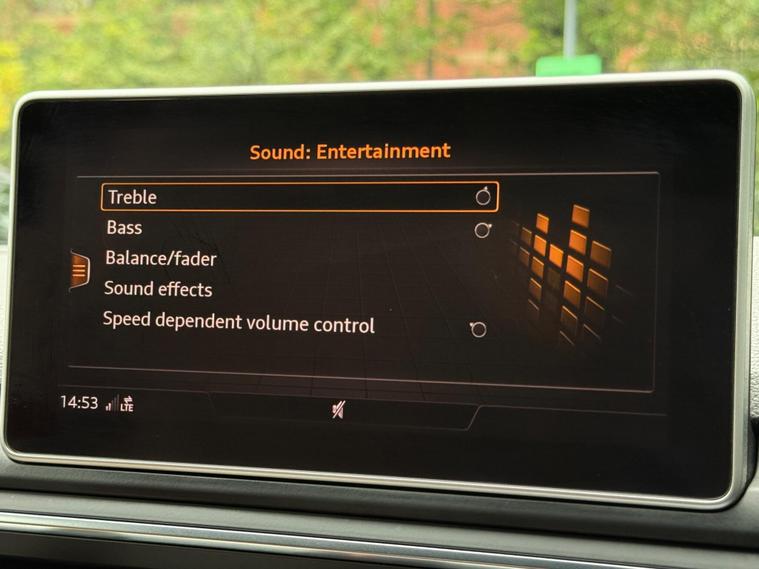 Sound: Entertainment
Treble
Bass
Balance/fader
Sound effects
Speed dependent volume control
14:53 LTE